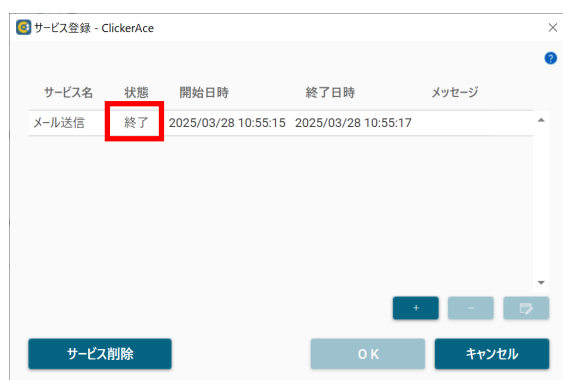 サービス登録 - ClickerAce
?
サービス名 状態 開始日時 終了日時 メッセージ
メール送信 終了 2025/03/28 10:55:15 2025/03/28 10:55:17
+ -
サービス削除 OK キャンセル